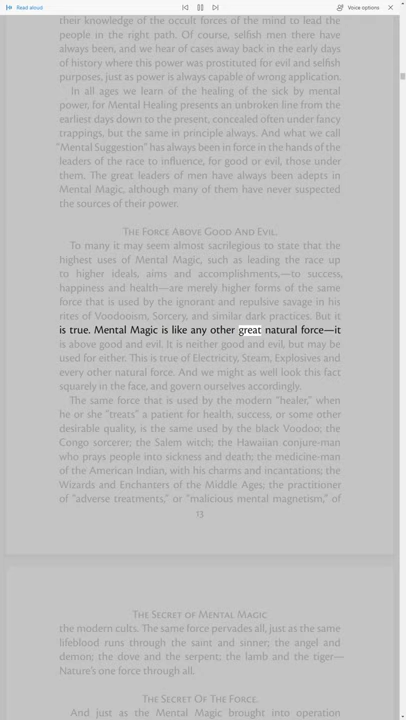 Read aloud
Voice options
their knowledge of the occult forces of the mind to lead the
people in the right path. Of course, selfish men there have
always been, and we hear of cases away back in the early days
of history where this power was prostituted for evil and selfish
purposes, just as power is always capable of wrong application.
In all ages we learn of the healing of the sick by mental
power, for Mental Healing presents an unbroken line from the
earliest days down to the present, concealed often under fancy
trappings, but the same in principle always. And what we call
“Mental Suggestion” has always been in force in the hands of the
leaders of the race to influence, for good or evil, those under
them. The great leaders of men have always been adepts in
Mental Magic, although many of them have never suspected
the sources of their power.
The Force Above Good And Evil.
To many it may seem almost sacrilegious to state that the
highest uses of Mental Magic, such as leading the race up
to higher ideals, aims and accomplishments,—to success,
happiness and health—are merely higher forms of the same
force that is used by the ignorant and repulsive savage in his
rites of Voodooism, Sorcery, and similar dark practices. But it
is true. Mental Magic is like any other great natural force—it
is above good and evil. It is neither good and evil, but may be
used for either. This is true of Electricity, Steam, Explosives and
every other natural force. And we might as well look this fact
squarely in the face, and govern ourselves accordingly.
The same force that is used by the modern “healer,” when
he or she “treats” a patient for health, success, or some other
desirable quality, is the same used by the black Voodoo; the
Congo sorcerer; the Salem witch; the Hawaiian conjure-man
who prays people into sickness and death; the medicine-man
of the American Indian, with his charms and incantations; the
Wizards and Enchanters of the Middle Ages; the practitioner
of “adverse treatments,” or “malicious mental magnetism,” of
13
The Secret of Mental Magic
the modern cults. The same force pervades all, just as the same
lifeblood runs through the saint and sinner; the angel and
demon; the dove and the serpent; the lamb and the tiger—
Nature’s one force through all.
The Secret Of The Force.
And just as the Mental Magic brought into operation